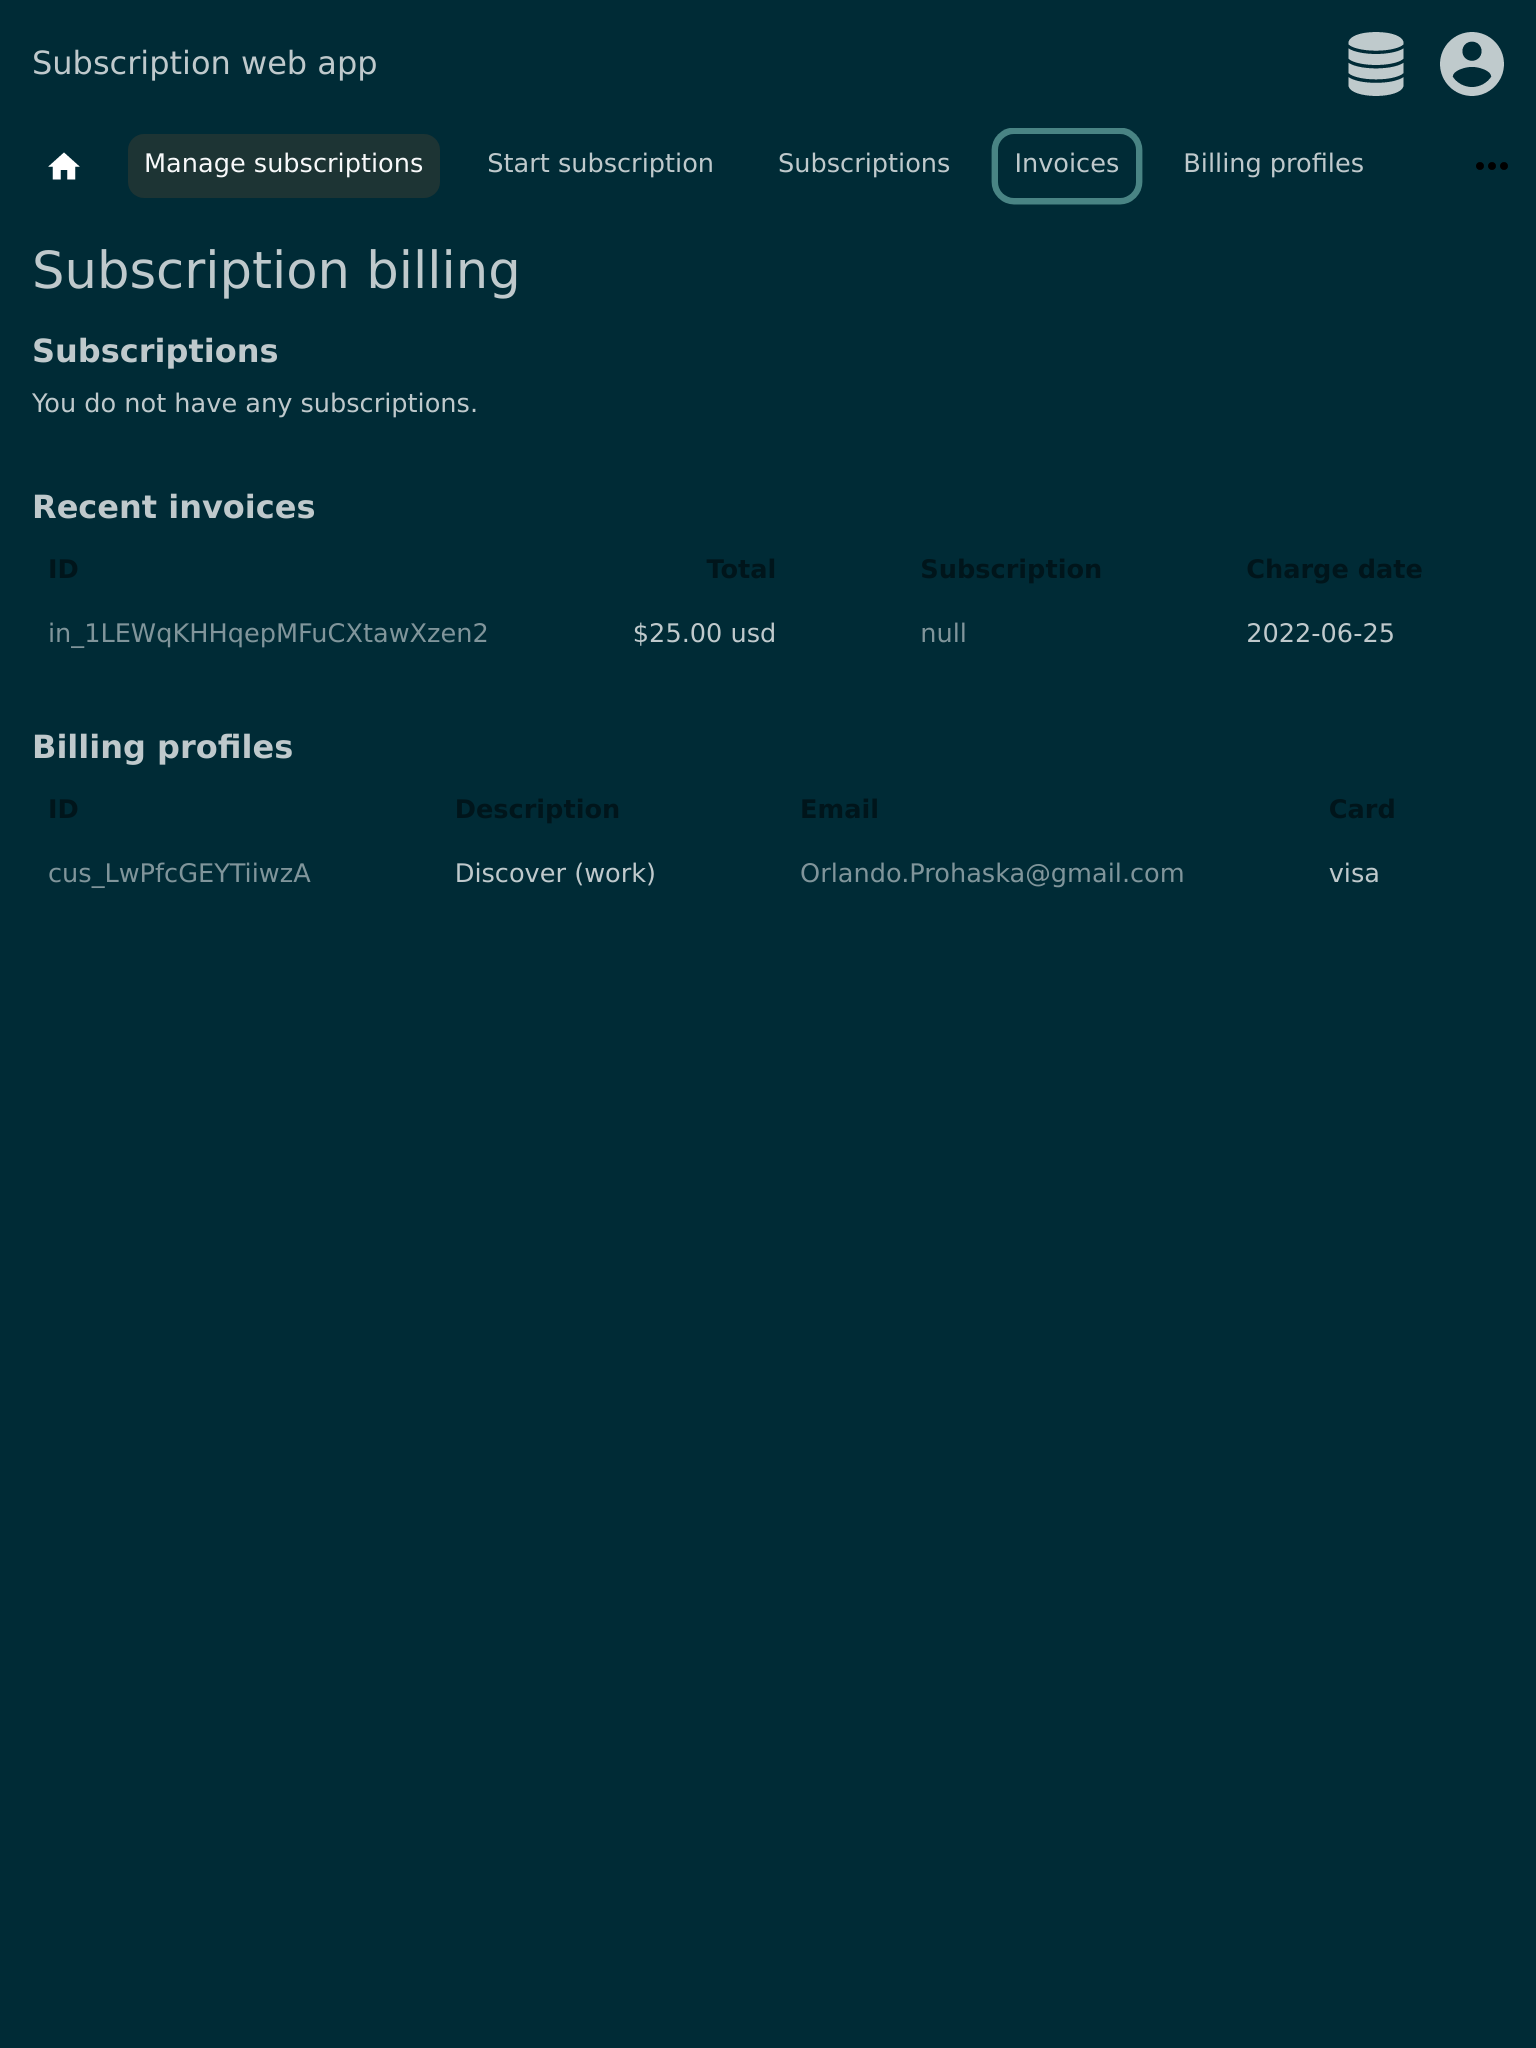 Subscription web app
Manage subscriptions Start subscription Subscriptions Invoices Billing profiles
Subscription billing
Subscriptions
You do not have any subscriptions.
Recent invoices
ID Total Subscription Charge date
in_1LEWqKHHqepMFuCXtawXzen2 $25.00 usd null 2022-06-25
Billing profiles
ID Description Email Card
cus_LwPfcGEYTiiwzA Discover (work) Orlando.Prohaska@gmail.com visa